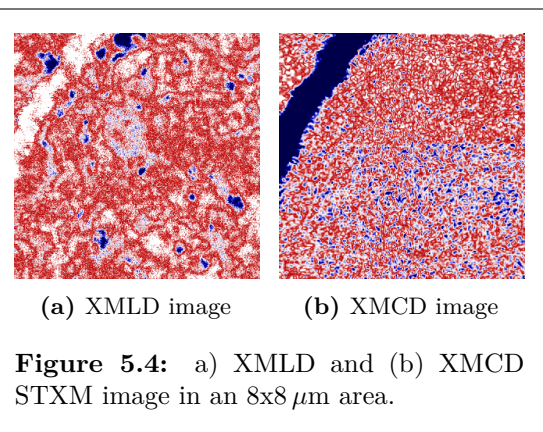 (a) XMLD image
(b) XMCD image
Figure 5.4: a) XMLD and (b) XMCD
STXM image in an 8x8 μm area.